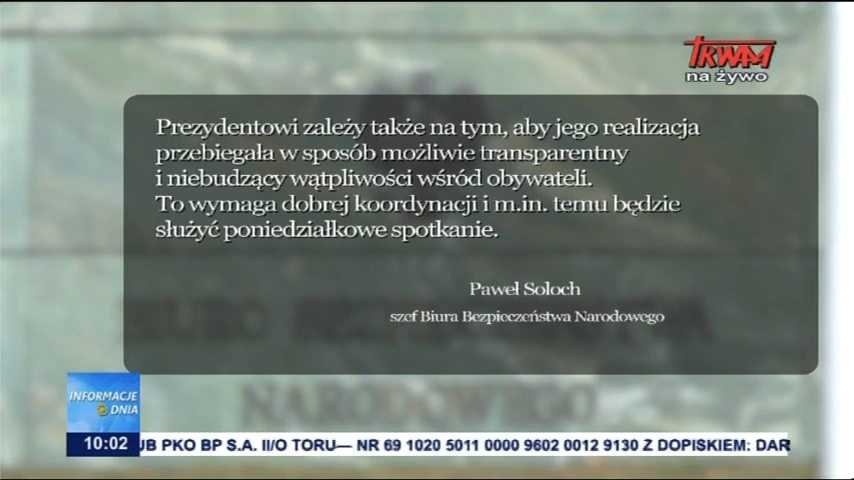 TRWAM
na żywo
Prezydentowi zależy także na tym, aby jego realizacja
przebiegała w sposób możliwie transparentny
i niebudzący wątpliwości wśród obywateli.
To wymaga dobrej koordynacji i m.in. temu będzie
służyć poniedziałkowe spotkanie.
Paweł Soloch
szef Biura Bezpieczeństwa Narodowego
BIURO BEZPIECZEŃSTWA
NARODOWEGO
INFORMACJE
DNIA
10:02 UB PKO BP S.A. II/O TORU— NR 69 1020 5011 0000 9602 0012 9130 Z DOPISKIEM: DAR